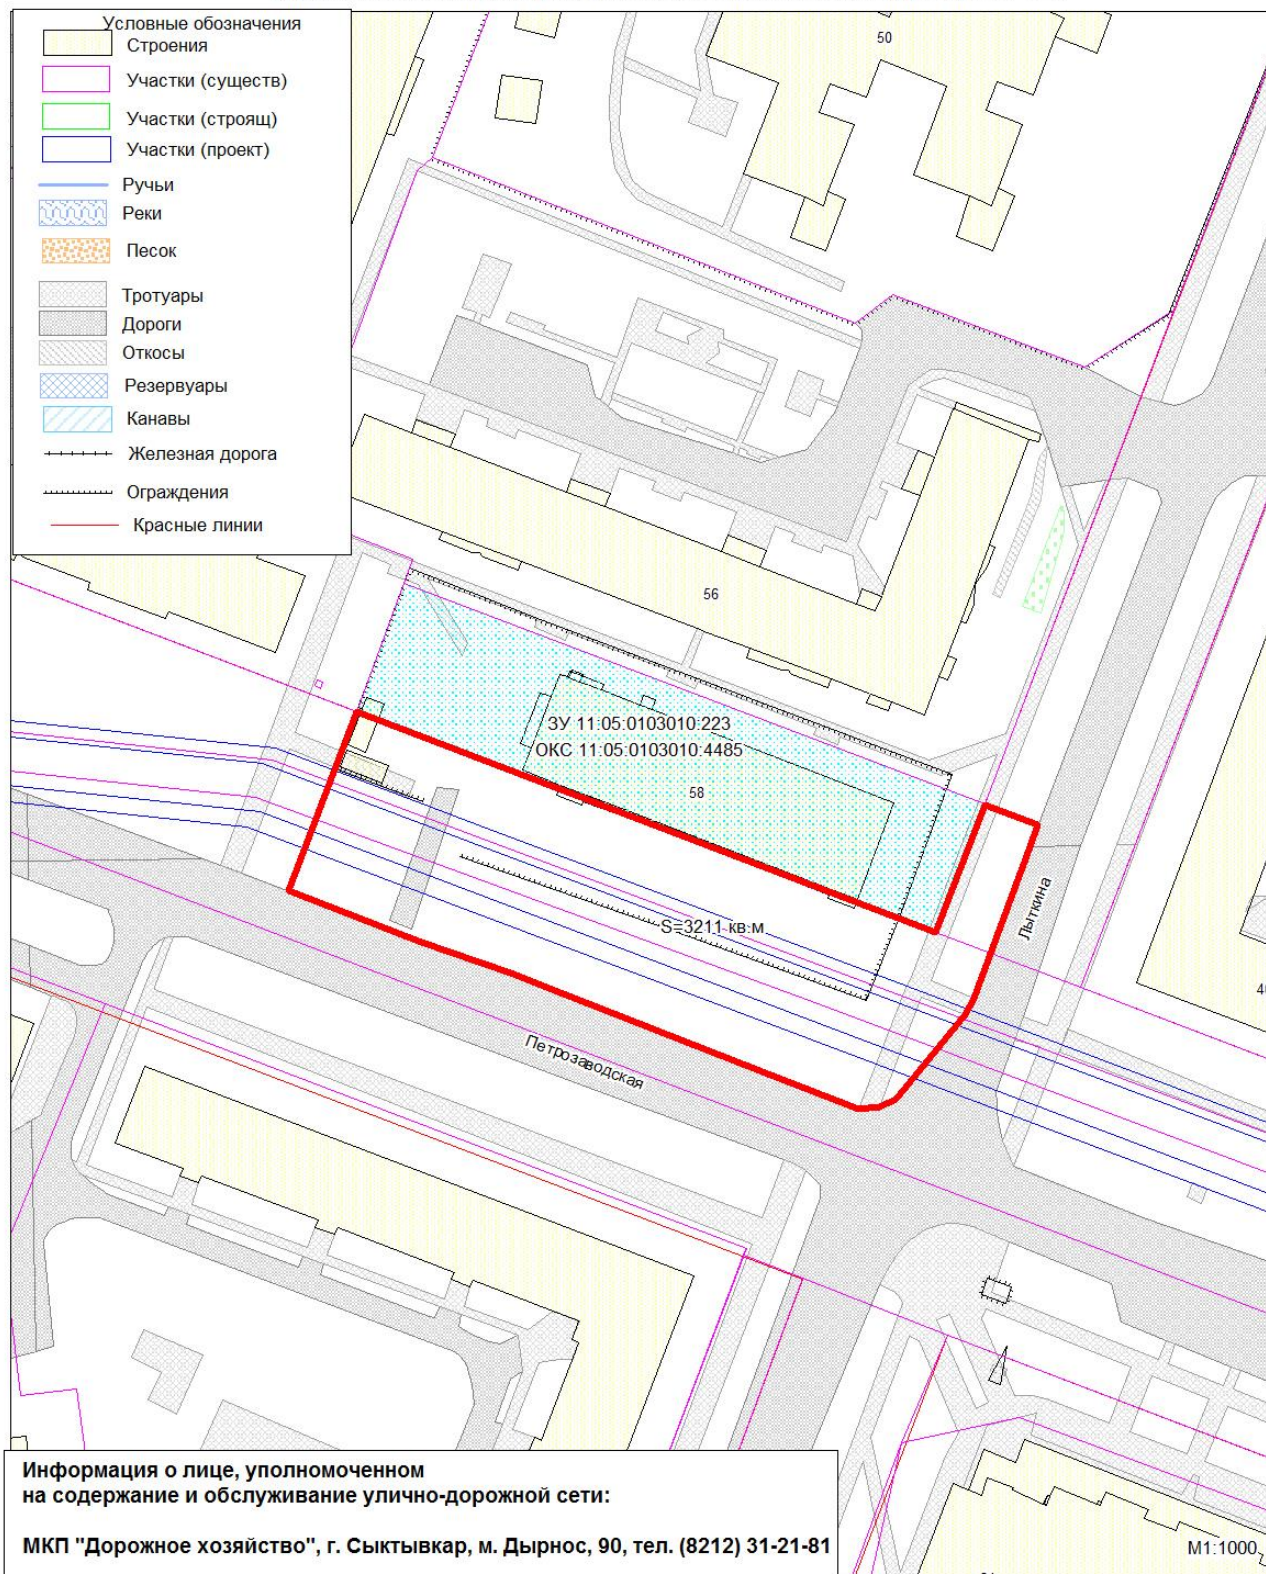 Условные обозначения
Строения
Участки (существ)
Участки (строящ)
Участки (проект)
Ручьи
Реки
Песок
Тротуары
Дороги
Откосы
Резервуары
Канавы
Железная дорога
Ограждения
Красные линии
50
56
ЗУ 11:05:0103010:223
ОКС 11:05:0103010:4485
58
S=3211 кв.м
Лыткина
Петрозаводская
Информация о лице, уполномоченном
на содержание и обслуживание улично-дорожной сети:
МКП "Дорожное хозяйство", г. Сыктывкар, м. Дырнос, 90, тел. (8212) 31-21-81
М1:1000